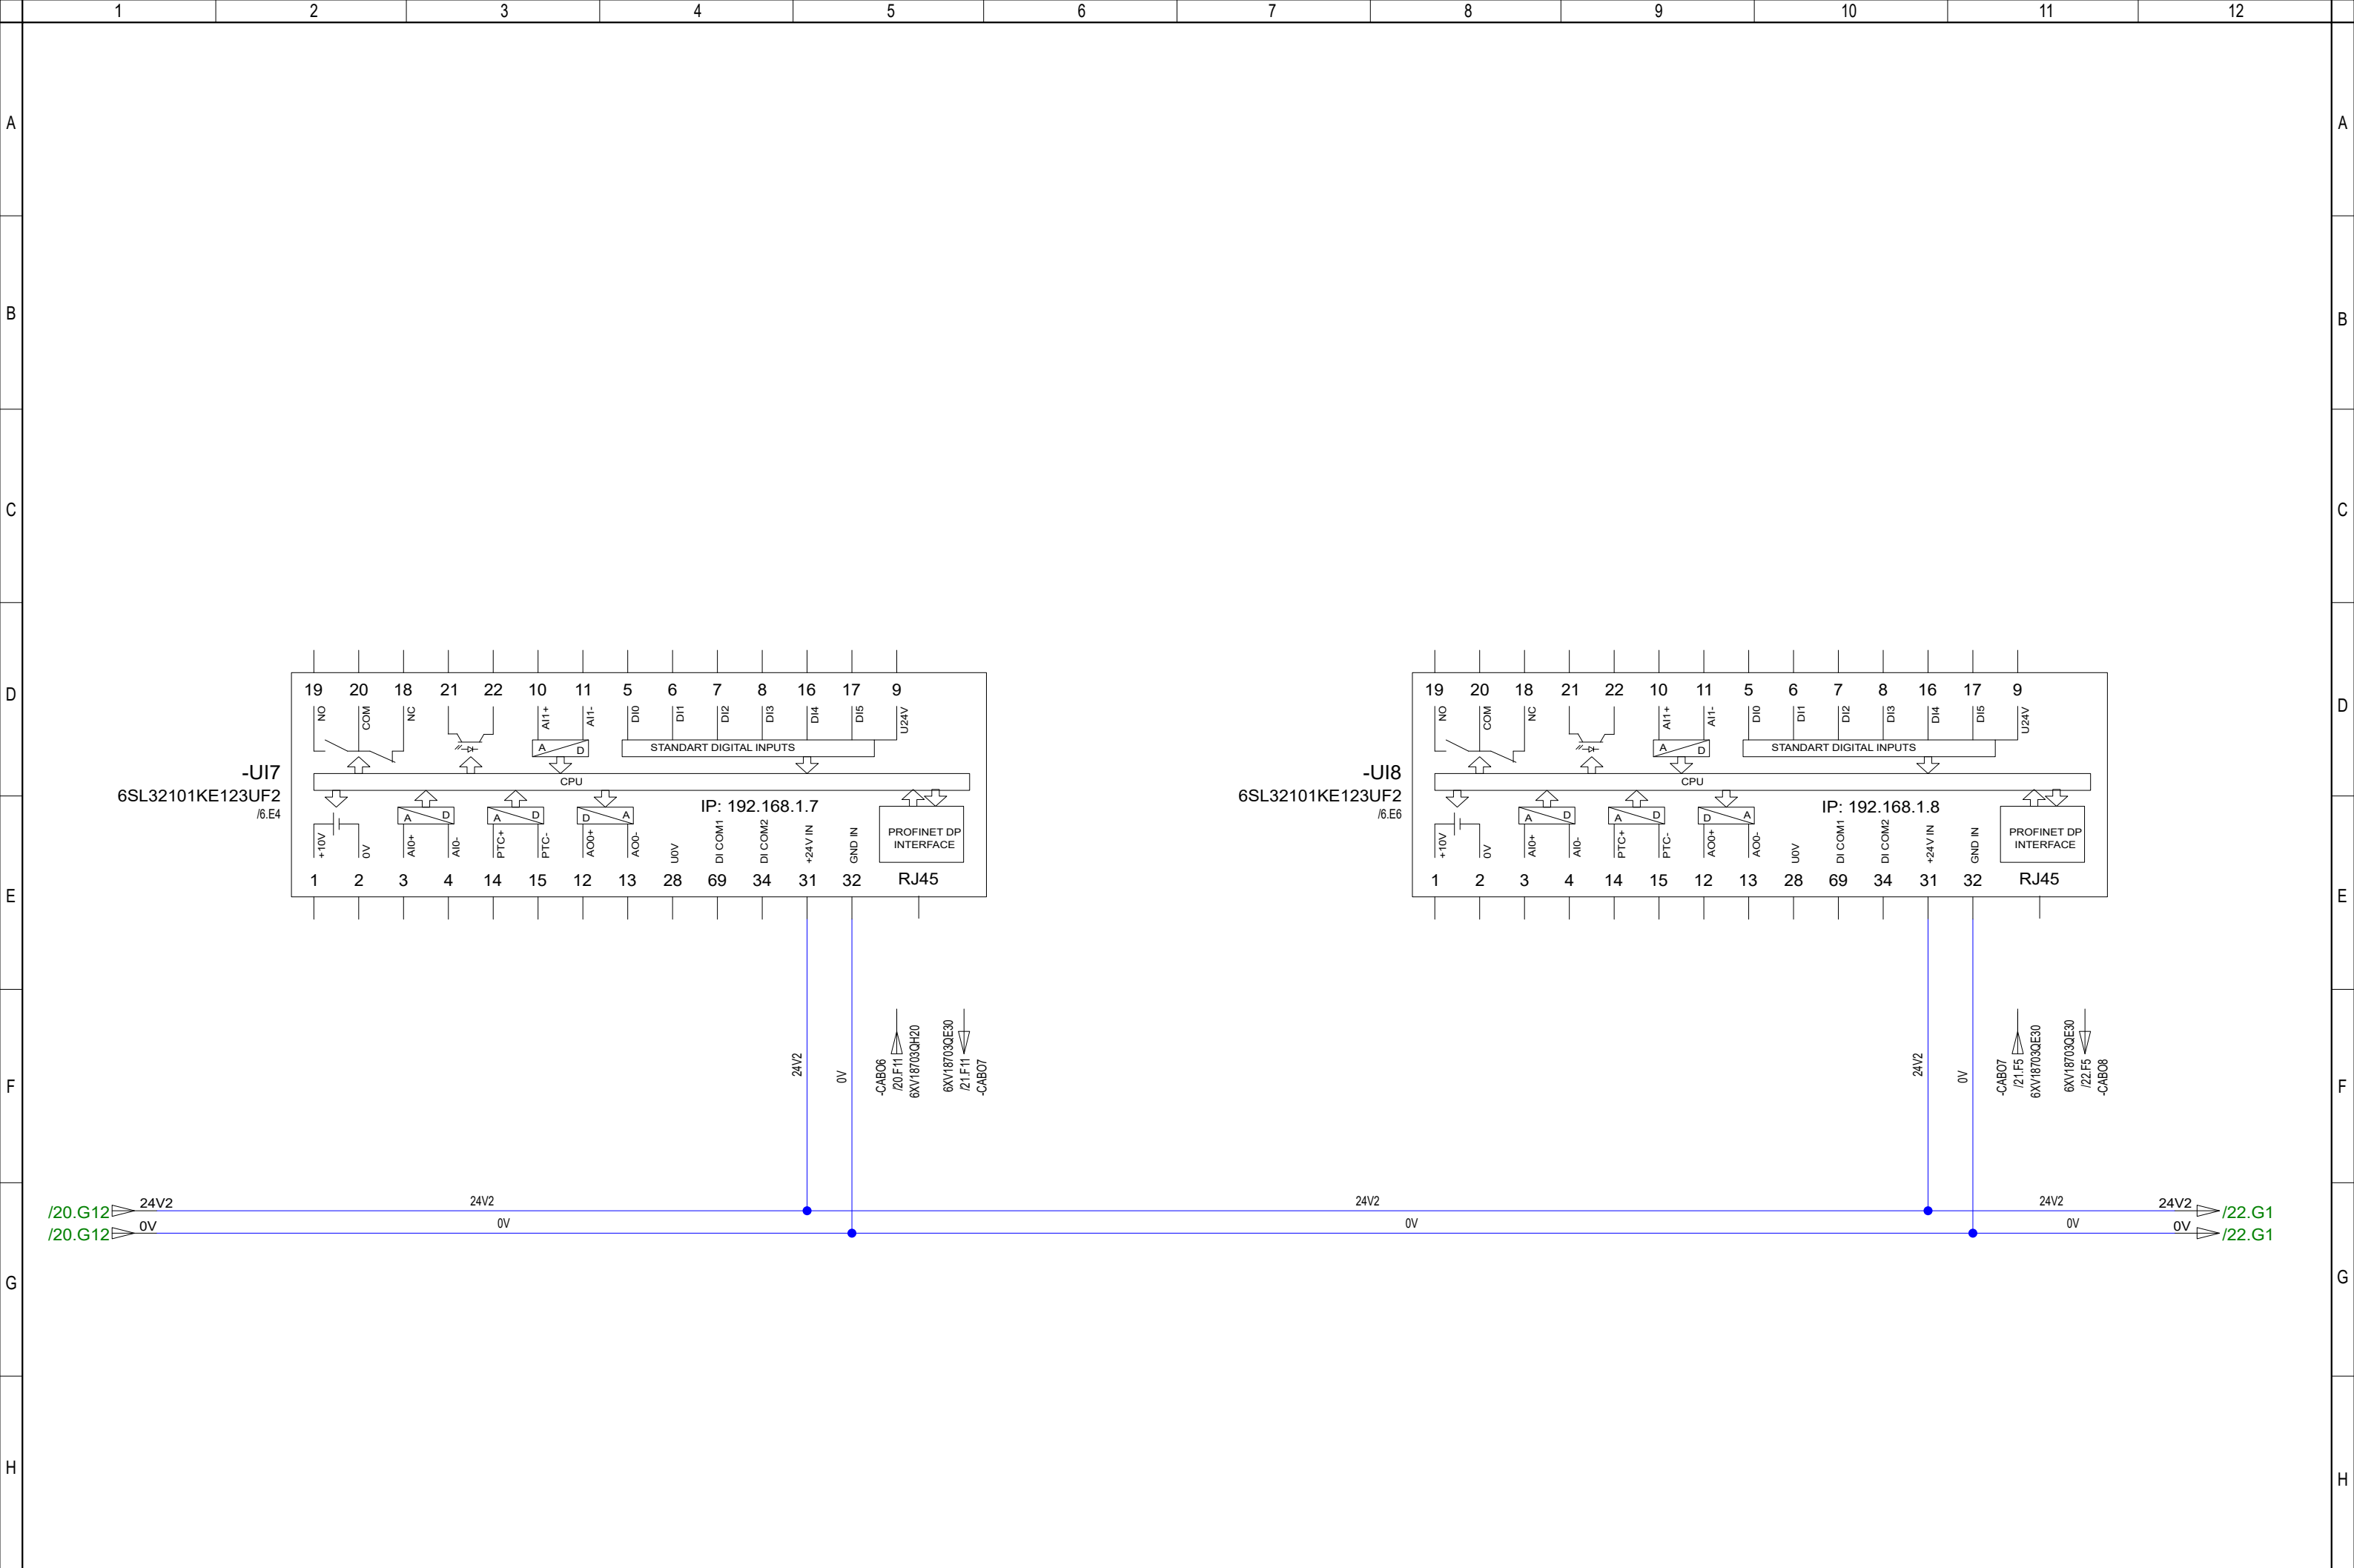 1 2 3 4 5 6 7 8 9 10 11 12
A A
B B
C C
D D
E E
F F
G G
H H
-UI7
6SL32101KE123UF2
/6.E4
19 20 18 21 22 10 11 5 6 7 8 16 17 9
NO COM NC AI1+ AI1- DI0 DI1 DI2 DI3 DI4 DI5 U24V
A D STANDART DIGITAL INPUTS
CPU
IP: 192.168.1.7
A D A D D A
PROFINET DP
INTERFACE
+10V 0V AI0+ AI0- PTC+ PTC- AO0+ AO0- U0V DI COM1 DI COM2 +24V IN GND IN
1 2 3 4 14 15 12 13 28 69 34 31 32 RJ45
24V2
0V
-CABO6
/20.F11
6XV18703QH20
6XV18703QE30
/21.F11
-CABO7
-UI8
6SL32101KE123UF2
/6.E6
19 20 18 21 22 10 11 5 6 7 8 16 17 9
NO COM NC AI1+ AI1- DI0 DI1 DI2 DI3 DI4 DI5 U24V
A D STANDART DIGITAL INPUTS
CPU
IP: 192.168.1.8
A D A D D A
PROFINET DP
INTERFACE
+10V 0V AI0+ AI0- PTC+ PTC- AO0+ AO0- U0V DI COM1 DI COM2 +24V IN GND IN
1 2 3 4 14 15 12 13 28 69 34 31 32 RJ45
24V2
0V
-CABO7
/21.F5
6XV18703QE30
6XV18703QE30
/22.F5
-CABO8
/20.G12 24V2 24V2 24V2 24V2 24V2 /22.G1
/20.G12 0V 0V 0V 0V 0V /22.G1